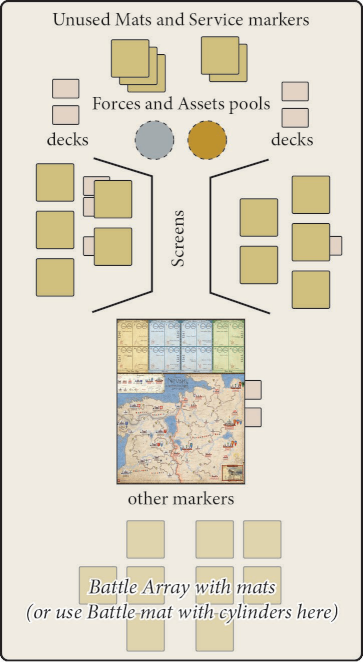 Unused Mats and Service markers
Forces and Assets pools
decks
decks
Screens
other markers
Battle Array with mats
(or use Battle mat with cylinders here)